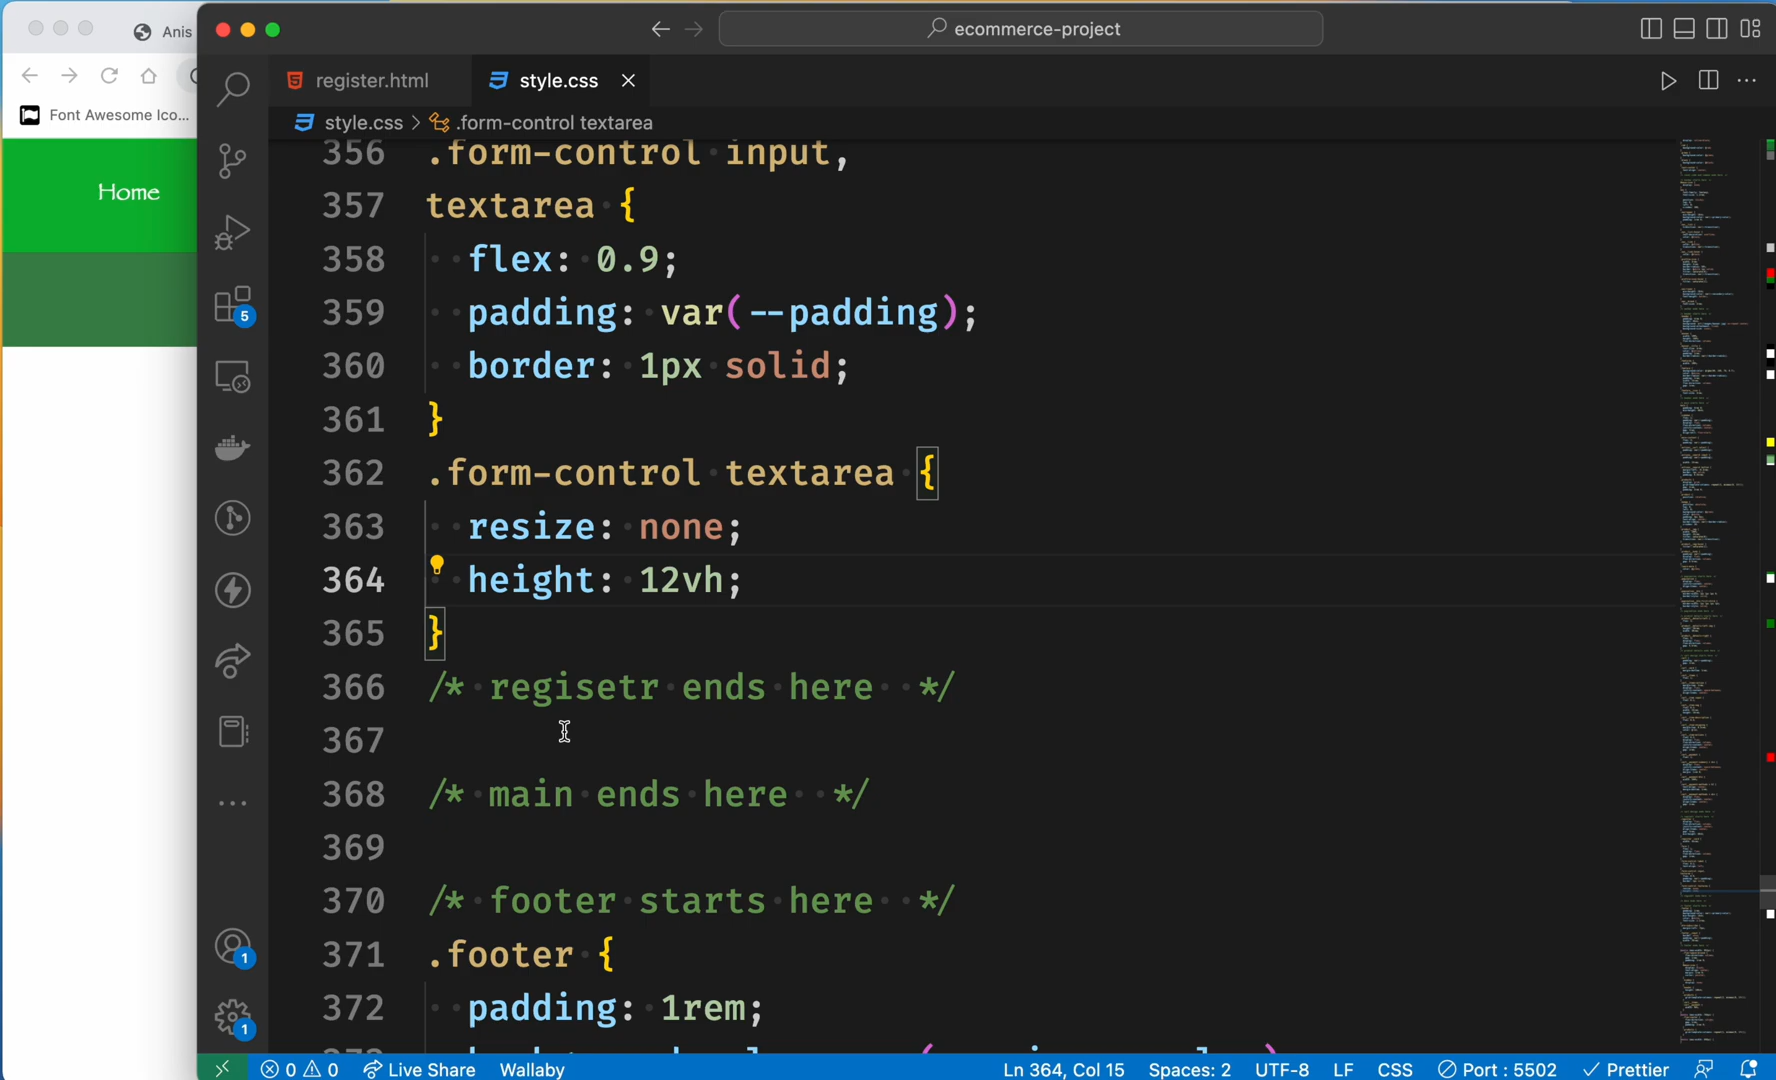 Anis
ecommerce-project
register.html
style.css
Font Awesome Ico...
style.css > .form-control textarea
Home
356 .form-control input,
357 textarea {
358 flex: 0.9;
359 padding: var(--padding);
360 border: 1px solid;
361 }
362 .form-control textarea {
363 resize: none;
364 height: 12vh;
365 }
366 /* regisetr ends here */
367
368 /* main ends here */
369
370 /* footer starts here */
371 .footer {
372 padding: 1rem;
5
1
1
0 0 Live Share Wallaby Ln 364, Col 15 Spaces: 2 UTF-8 LF CSS Port : 5502 Prettier